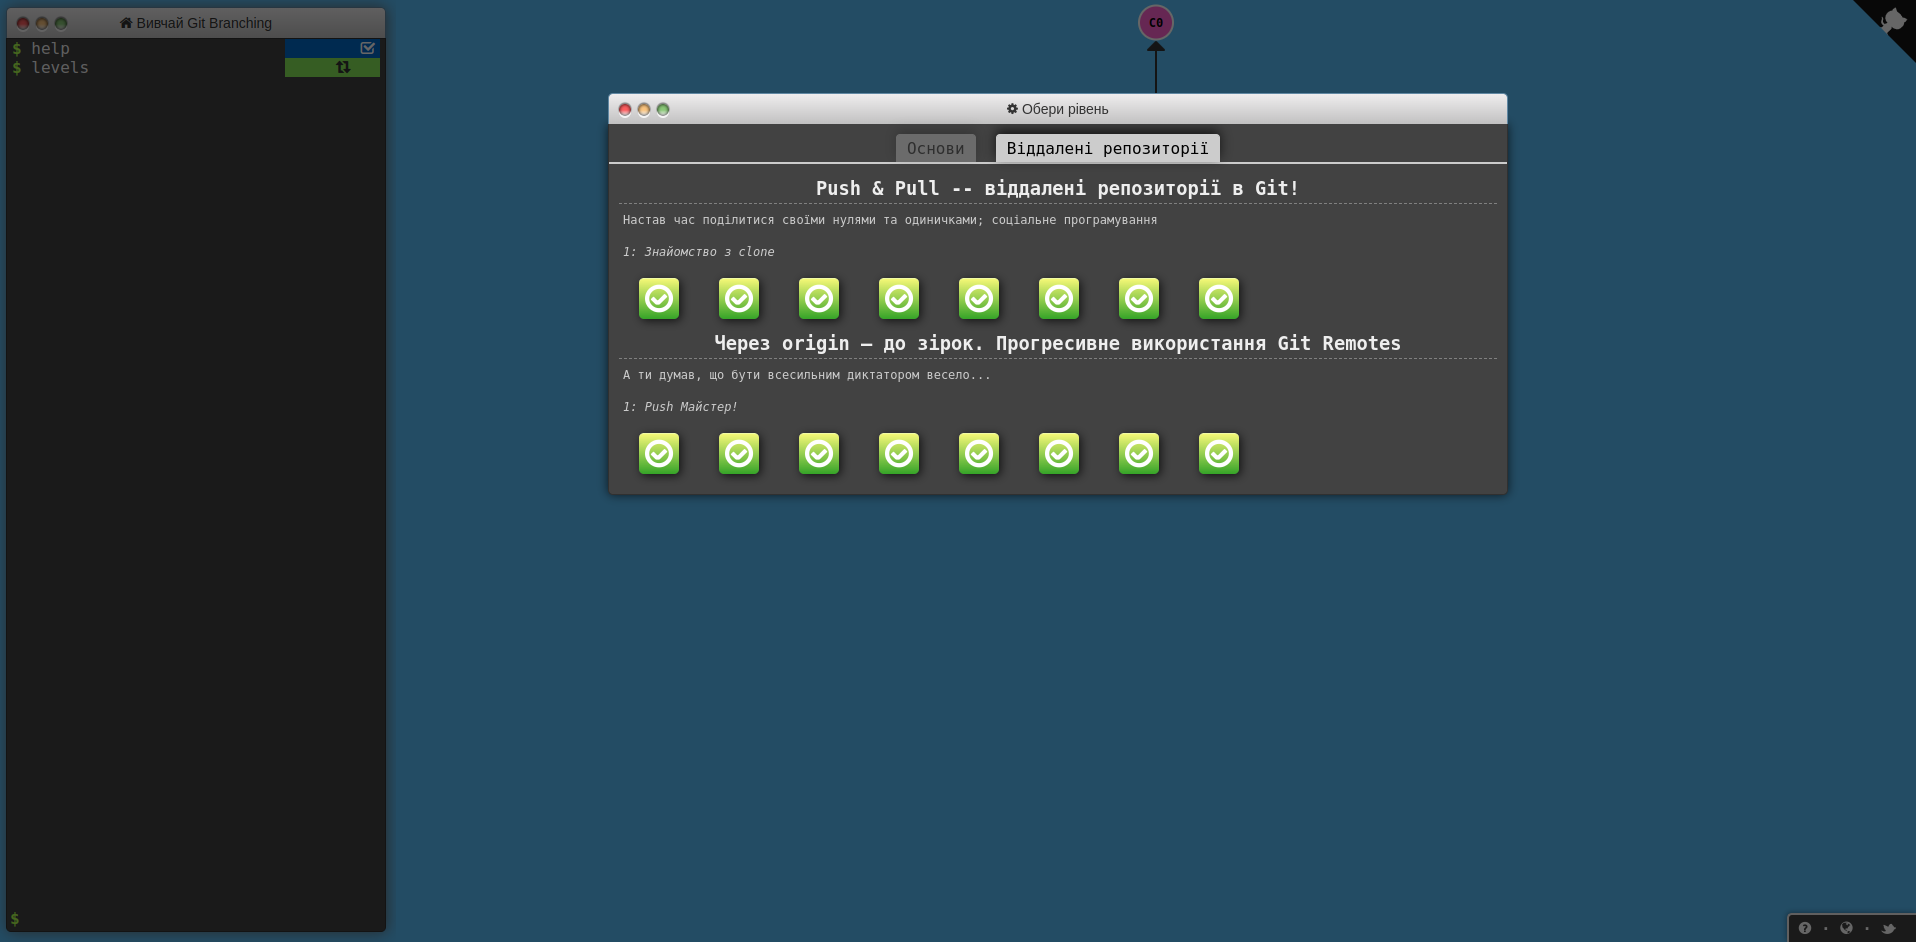 Вивчай Git Branching
$ help
$ levels
$
C0
Обери рівень
Основи
Віддалені репозиторії
Push & Pull -- віддалені репозиторії в Git!
Настав час поділитися своїми нулями та одиничками; соціальне програмування
1: Знайомство з clone
Через origin – до зірок. Прогресивне використання Git Remotes
А ти думав, що бути всесильним диктатором весело...
1: Push Майстер!